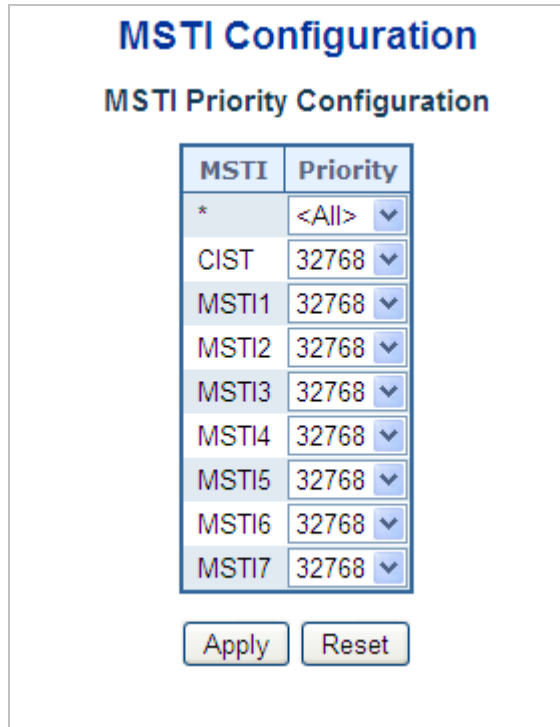 MSTI Configuration
MSTI Priority Configuration
MSTI Priority
* <All>
CIST 32768
MSTI1 32768
MSTI2 32768
MSTI3 32768
MSTI4 32768
MSTI5 32768
MSTI6 32768
MSTI7 32768
Apply Reset